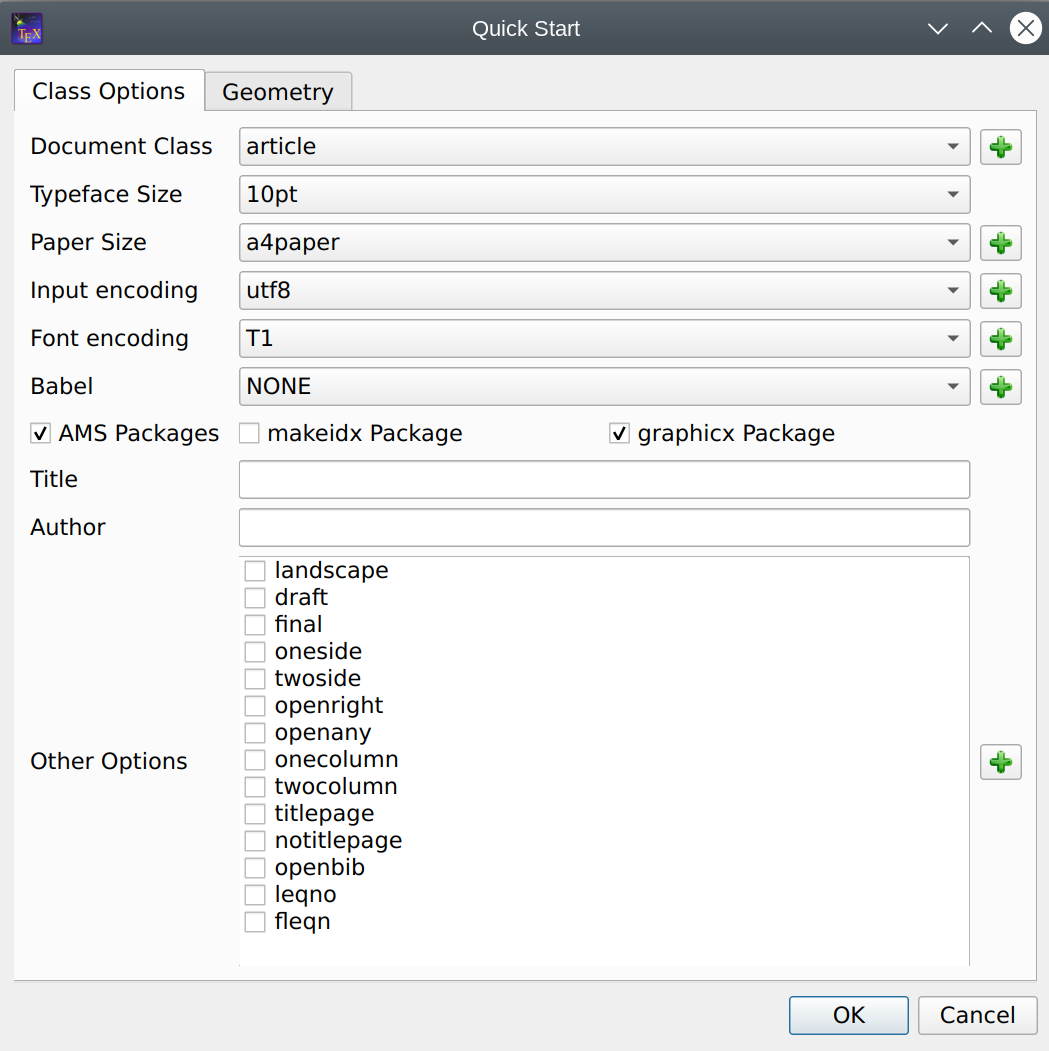 TEX
Quick Start
Class Options Geometry
Document Class article
Typeface Size 10pt
Paper Size a4paper
Input encoding utf8
Font encoding T1
Babel NONE
AMS Packages makeidx Package graphicx Package
Title
Author
landscape
draft
final
oneside
twoside
openright
openany
Other Options
onecolumn
twocolumn
titlepage
notitlepage
openbib
leqno
fleqn
OK Cancel